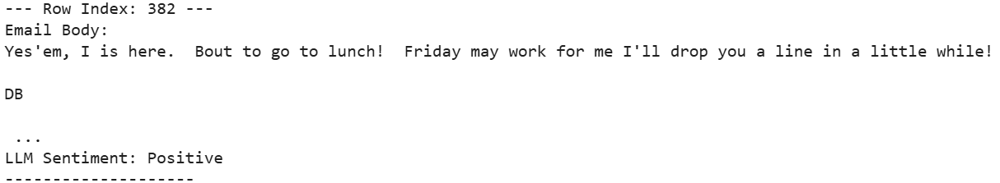 --- Row Index: 382 ---
Email Body:
Yes'em, I is here.  Bout to go to lunch!  Friday may work for me I'll drop you a line in a little while!

DB

 ...
LLM Sentiment: Positive
--------------------